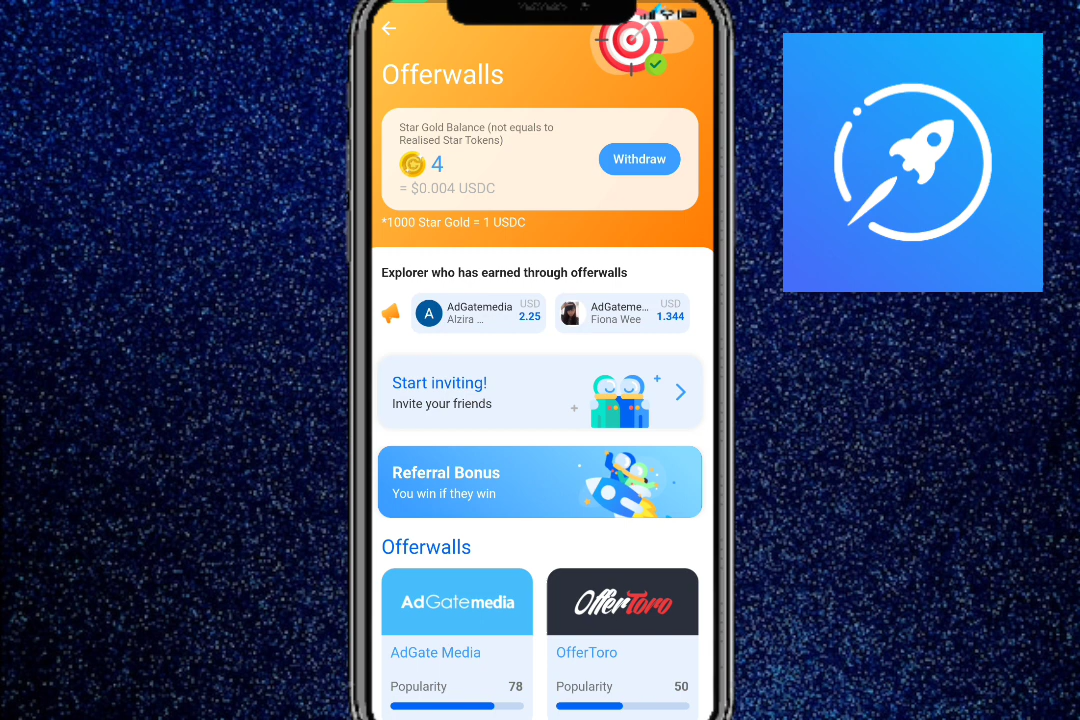 Offerwalls
Star Gold Balance (not equals to
Realised Star Tokens)
4
= $0.004 USDC
Withdraw
*1000 Star Gold = 1 USDC
Explorer who has earned through offerwalls
A
AdGatemedia
Alzira ...
USD
2.25
AdGateme...
Fiona Wee
USD
1.344
Start inviting!
Invite your friends
Referral Bonus
You win if they win
Offerwalls
AdGatemedia
OfferToro
AdGate Media
OfferToro
Popularity 78
Popularity 50